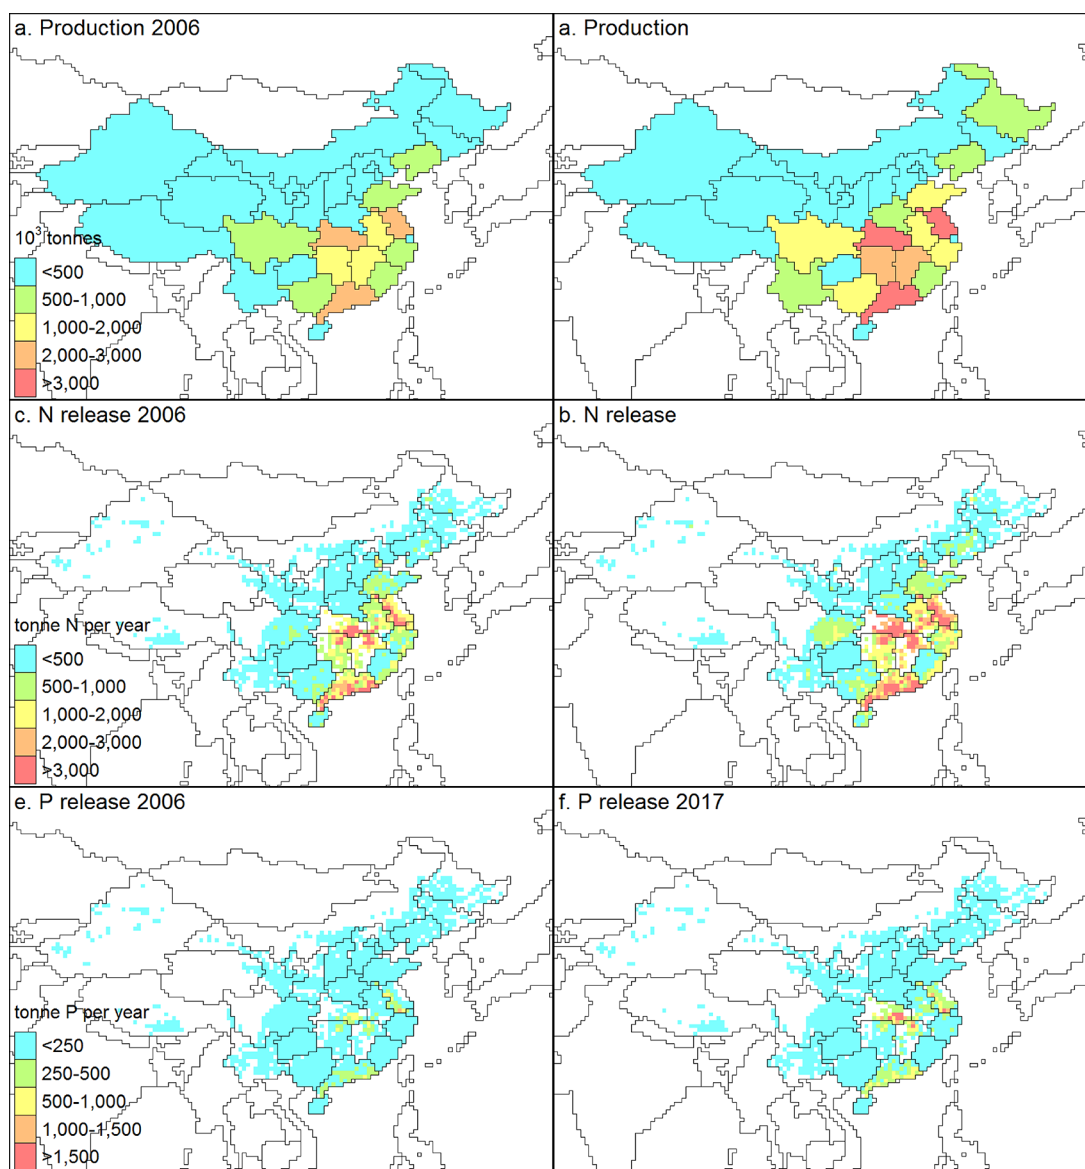 a. Production 2006
a. Production
10³ tonnes
<500
500-1,000
1,000-2,000
2,000-3,000
>3,000
c. N release 2006
b. N release
tonne N per year
<500
500-1,000
1,000-2,000
2,000-3,000
>3,000
e. P release 2006
f. P release 2017
tonne P per year
<250
250-500
500-1,000
1,000-1,500
>1,500